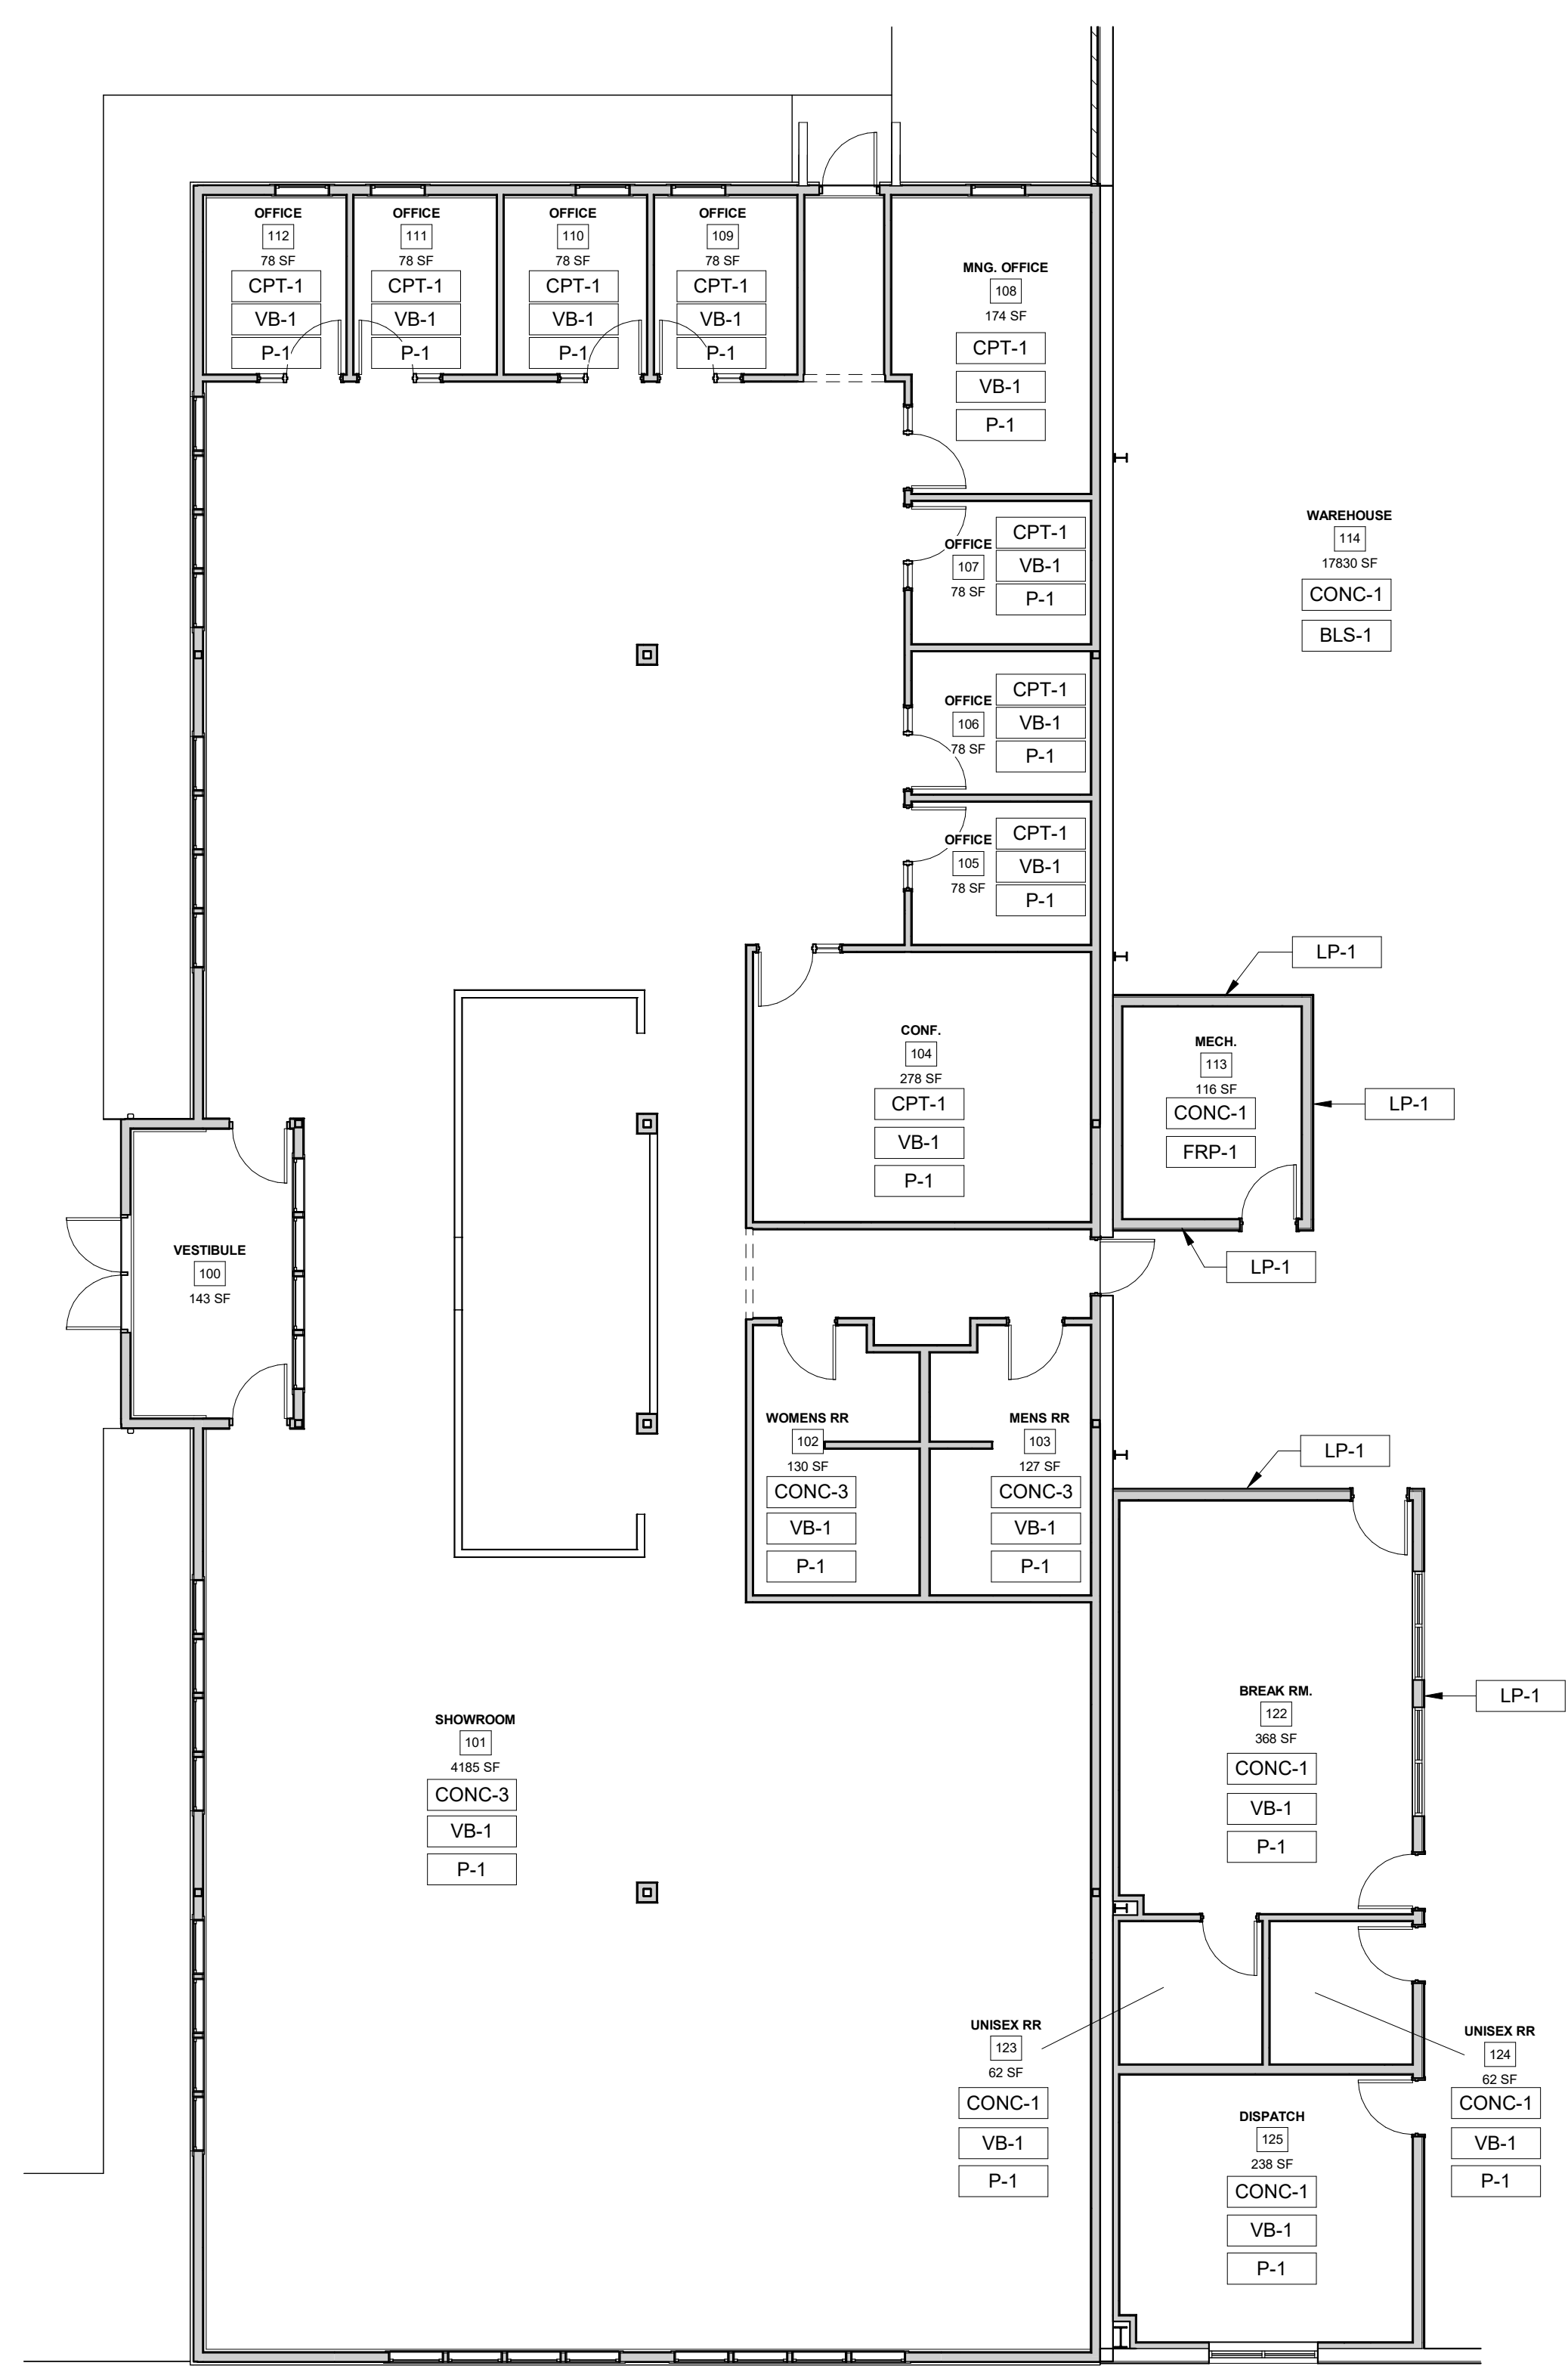 OFFICE
112
78 SF
CPT-1
VB-1
P-1
OFFICE
111
78 SF
CPT-1
VB-1
P-1
OFFICE
110
78 SF
CPT-1
VB-1
P-1
OFFICE
109
78 SF
CPT-1
VB-1
P-1
MNG. OFFICE
108
174 SF
CPT-1
VB-1
P-1
OFFICE
107
78 SF
CPT-1
VB-1
P-1
WAREHOUSE
114
17830 SF
CONC-1
BLS-1
OFFICE
106
78 SF
CPT-1
VB-1
P-1
OFFICE
105
78 SF
CPT-1
VB-1
P-1
LP-1
CONF.
104
278 SF
CPT-1
VB-1
P-1
MECH.
113
116 SF
CONC-1
FRP-1
LP-1
LP-1
VESTIBULE
100
143 SF
WOMENS RR
102
130 SF
CONC-3
VB-1
P-1
MENS RR
103
127 SF
CONC-3
VB-1
P-1
LP-1
BREAK RM.
122
368 SF
CONC-1
VB-1
P-1
LP-1
SHOWROOM
101
4185 SF
CONC-3
VB-1
P-1
UNISEX RR
123
62 SF
CONC-1
VB-1
P-1
UNISEX RR
124
62 SF
CONC-1
VB-1
P-1
DISPATCH
125
238 SF
CONC-1
VB-1
P-1